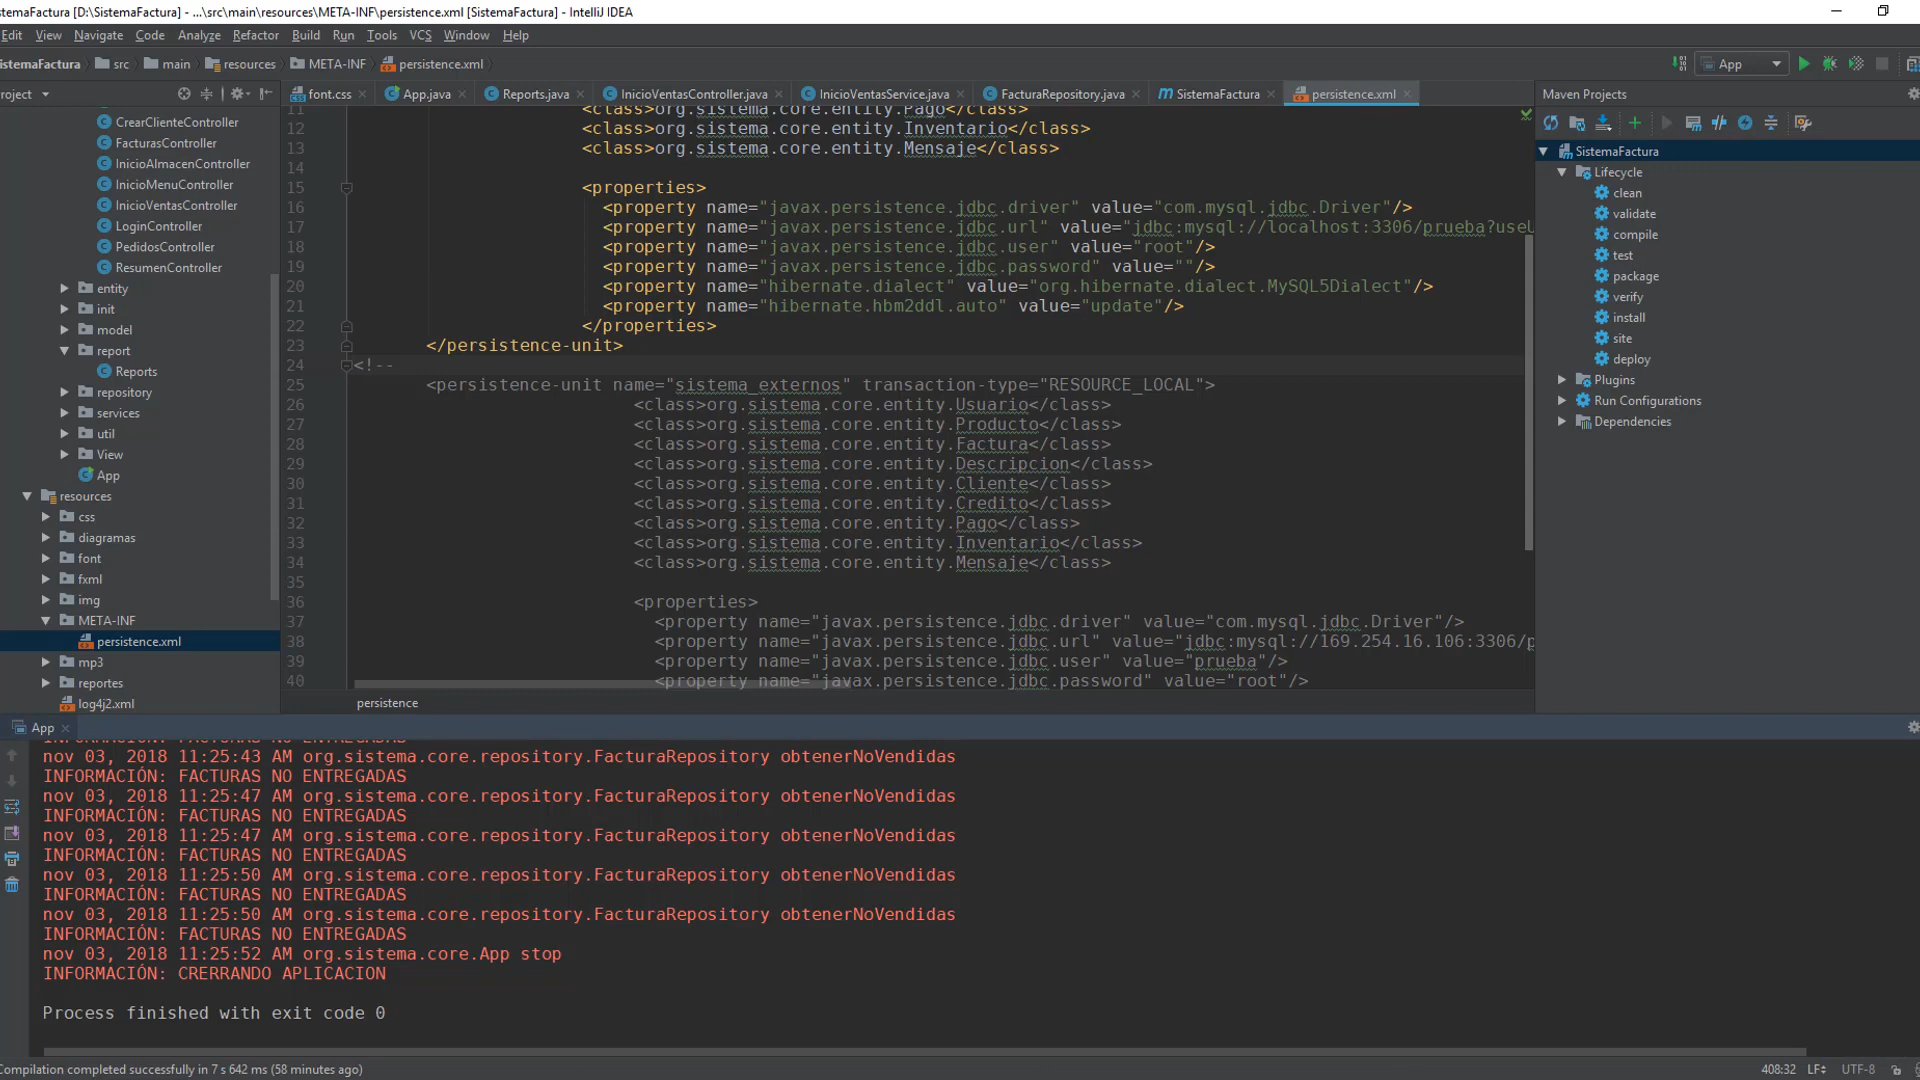 stemaFactura [D:\SistemaFactura] - ...\src\main\resources\META-INF\persistence.xml [SistemaFactura] - IntelliJ IDEA
Edit View Navigate Code Analyze Refactor Build Run Tools VCS Window Help
istemaFactura src main resources META-INF persistence.xml App
roject font.css App.java Reports.java InicioVentasController.java InicioVentasService.java FacturaRepository.java SistemaFactura persistence.xml Maven Projects
CrearClienteController
FacturasController
InicioAlmacenController
InicioMenuController
InicioVentasController
LoginController
PedidosController
ResumenController
entity
init
model
report
Reports
repository
services
util
View
App
resources
css
diagramas
font
fxml
img
META-INF
persistence.xml
mp3
reportes
log4j2.xml
11 <class>org.sistema.core.entity.Pago</class>
12 <class>org.sistema.core.entity.Inventario</class>
13 <class>org.sistema.core.entity.Mensaje</class>
14
15 <properties>
16 <property name="javax.persistence.jdbc.driver" value="com.mysql.jdbc.Driver"/>
17 <property name="javax.persistence.jdbc.url" value="jdbc:mysql://localhost:3306/prueba?useU
18 <property name="javax.persistence.jdbc.user" value="root"/>
19 <property name="javax.persistence.jdbc.password" value=""/>
20 <property name="hibernate.dialect" value="org.hibernate.dialect.MySQL5Dialect"/>
21 <property name="hibernate.hbm2ddl.auto" value="update"/>
22 </properties>
23 </persistence-unit>
24 <!--
25 <persistence-unit name="sistema_externos" transaction-type="RESOURCE_LOCAL">
26 <class>org.sistema.core.entity.Usuario</class>
27 <class>org.sistema.core.entity.Producto</class>
28 <class>org.sistema.core.entity.Factura</class>
29 <class>org.sistema.core.entity.Descripcion</class>
30 <class>org.sistema.core.entity.Cliente</class>
31 <class>org.sistema.core.entity.Credito</class>
32 <class>org.sistema.core.entity.Pago</class>
33 <class>org.sistema.core.entity.Inventario</class>
34 <class>org.sistema.core.entity.Mensaje</class>
35
36 <properties>
37 <property name="javax.persistence.jdbc.driver" value="com.mysql.jdbc.Driver"/>
38 <property name="javax.persistence.jdbc.url" value="jdbc:mysql://169.254.16.106:3306/p
39 <property name="javax.persistence.jdbc.user" value="prueba"/>
40 <property name="javax.persistence.jdbc.password" value="root"/>
persistence
SistemaFactura
Lifecycle
clean
validate
compile
test
package
verify
install
site
deploy
Plugins
Run Configurations
Dependencies
App
INFORMACIÓN: FACTURAS NO ENTREGADAS
nov 03, 2018 11:25:43 AM org.sistema.core.repository.FacturaRepository obtenerNoVendidas
INFORMACIÓN: FACTURAS NO ENTREGADAS
nov 03, 2018 11:25:47 AM org.sistema.core.repository.FacturaRepository obtenerNoVendidas
INFORMACIÓN: FACTURAS NO ENTREGADAS
nov 03, 2018 11:25:47 AM org.sistema.core.repository.FacturaRepository obtenerNoVendidas
INFORMACIÓN: FACTURAS NO ENTREGADAS
nov 03, 2018 11:25:50 AM org.sistema.core.repository.FacturaRepository obtenerNoVendidas
INFORMACIÓN: FACTURAS NO ENTREGADAS
nov 03, 2018 11:25:50 AM org.sistema.core.repository.FacturaRepository obtenerNoVendidas
INFORMACIÓN: FACTURAS NO ENTREGADAS
nov 03, 2018 11:25:52 AM org.sistema.core.App stop
INFORMACIÓN: CRERRANDO APLICACION
Process finished with exit code 0
Compilation completed successfully in 7 s 642 ms (58 minutes ago) 408:32 LF UTF-8